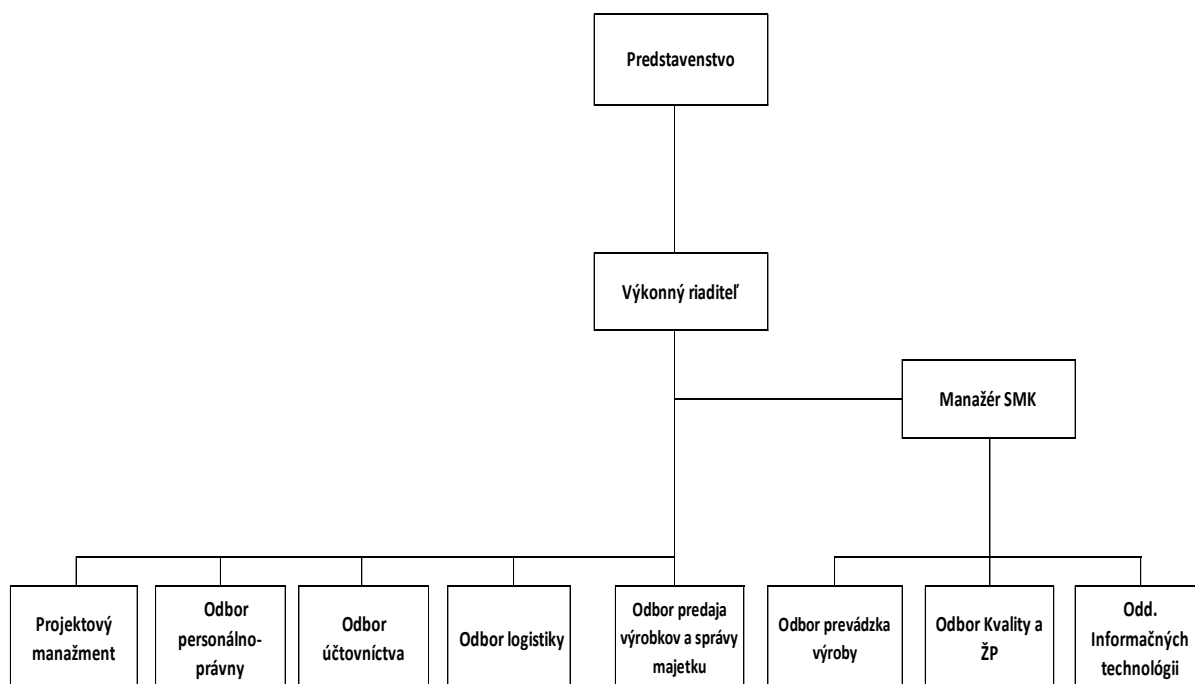 Predstavenstvo
Výkonný riaditeľ
Manažér SMK
Projektový
manažment
Odbor
personálno-
právny
Odbor
účtovníctva
Odbor logistiky
Odbor predaja
výrobkov a správy
majetku
Odbor prevádzka
výroby
Odbor Kvality a
ŽP
Odd.
Informačných
technológii